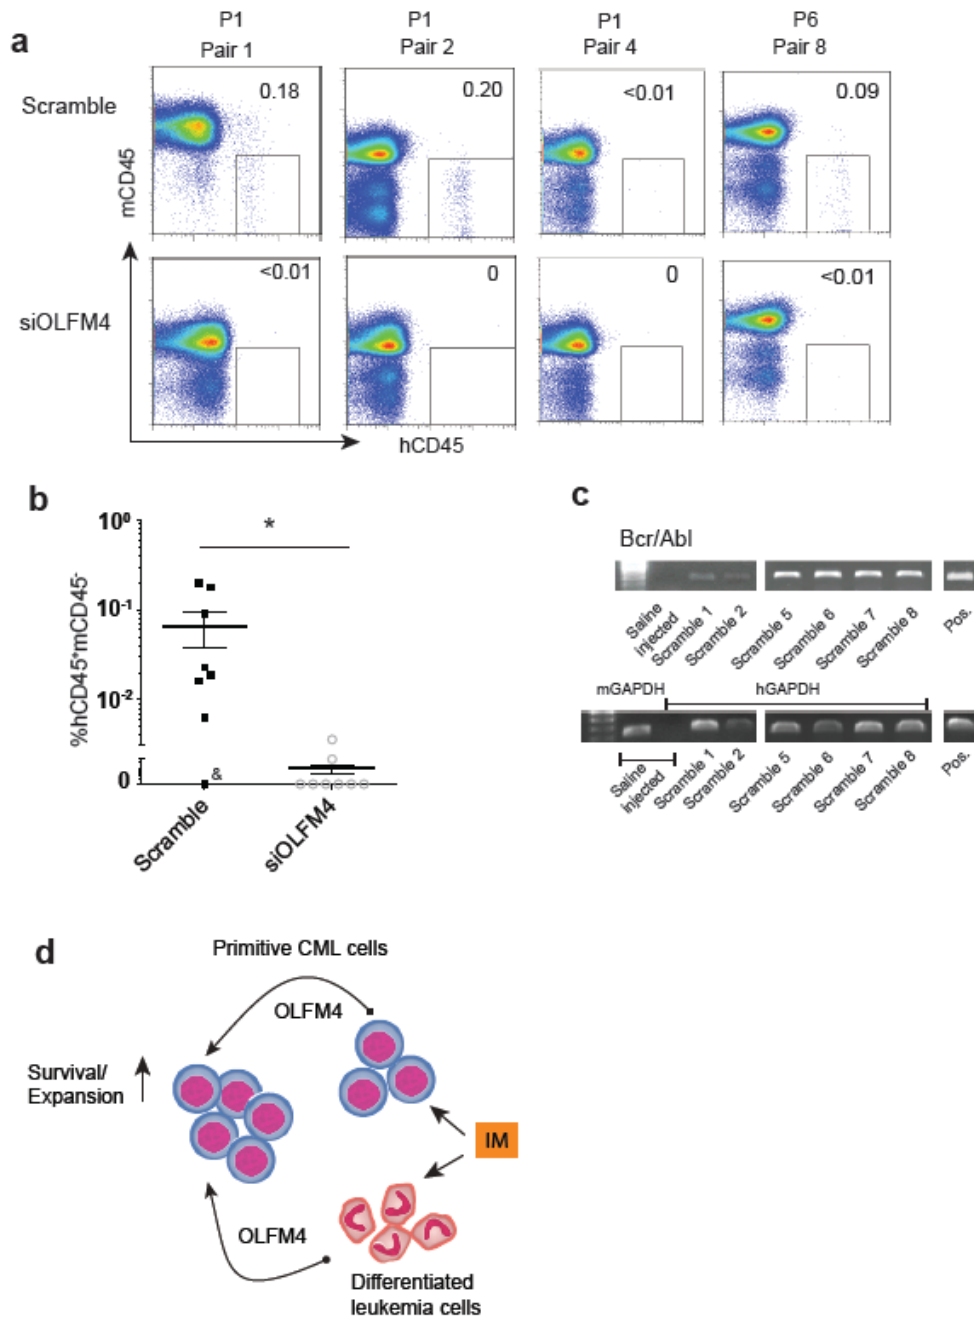 a
P1
Pair 1
P1
Pair 2
P1
Pair 4
P6
Pair 8
Scramble
0.18
0.20
<0.01
0.09
mCD45
siOLFM4
<0.01
0
0
<0.01
hCD45
b
%hCD45⁺mCD45⁻
10⁰
10⁻¹
10⁻²
0
*
&
Scramble
siOLFM4
c
Bcr/Abl
Saline
injected
Scramble 1
Scramble 2
Scramble 5
Scramble 6
Scramble 7
Scramble 8
Pos.
mGAPDH
hGAPDH
Saline
injected
Scramble 1
Scramble 2
Scramble 5
Scramble 6
Scramble 7
Scramble 8
Pos.
d
Primitive CML cells
OLFM4
Survival/
Expansion
IM
OLFM4
Differentiated
leukemia cells